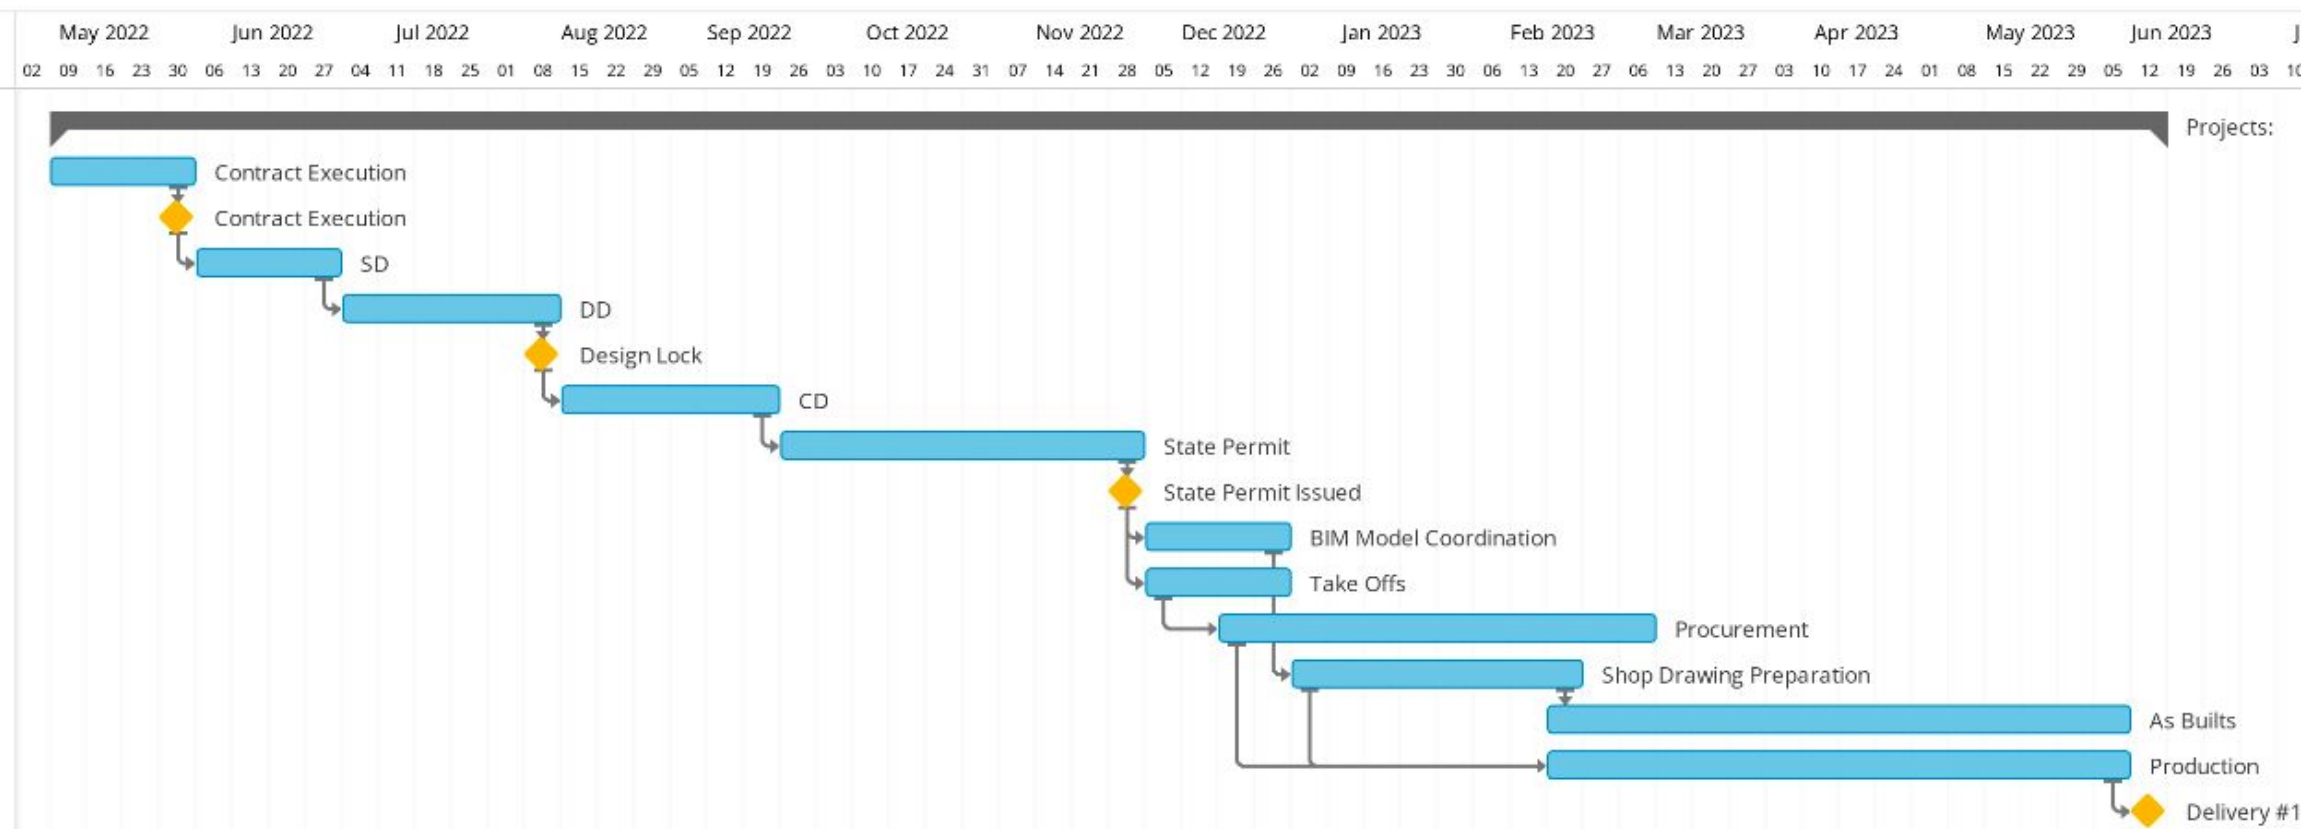 May 2022 Jun 2022 Jul 2022 Aug 2022 Sep 2022 Oct 2022 Nov 2022 Dec 2022 Jan 2023 Feb 2023 Mar 2023 Apr 2023 May 2023 Jun 2023 J
02 09 16 23 30 06 13 20 27 04 11 18 25 01 08 15 22 29 05 12 19 26 03 10 17 24 31 07 14 21 28 05 12 19 26 02 09 16 23 30 06 13 20 27 06 13 20 27 03 10 17 24 01 08 15 22 29 05 12 19 26 03 10
Projects:
Contract Execution
Contract Execution
SD
DD
Design Lock
CD
State Permit
State Permit Issued
BIM Model Coordination
Take Offs
Procurement
Shop Drawing Preparation
As Builts
Production
Delivery #1